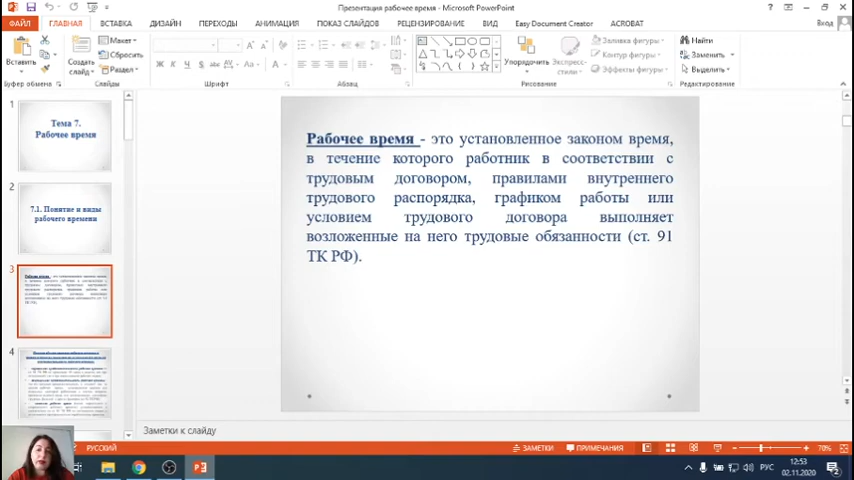 Презентация рабочее время - Microsoft PowerPoint
Вход
ФАЙЛ ГЛАВНАЯ ВСТАВКА ДИЗАЙН ПЕРЕХОДЫ АНИМАЦИЯ ПОКАЗ СЛАЙДОВ РЕЦЕНЗИРОВАНИЕ ВИД Easy Document Creator ACROBAT
Вставить
Создать слайд
Макет
Сбросить
Раздел
Упорядочить
Экспресс-стили
Заливка фигуры
Контур фигуры
Эффекты фигуры
Найти
Заменить
Выделить
Буфер обмена Слайды Шрифт Абзац Рисование Редактирование
1
Тема 7.
Рабочее время
2
7.1. Понятие и виды
рабочего времени
3
4
Рабочее время - это установленное законом время,
в течение которого работник в соответствии с
трудовым договором, правилами внутреннего
трудового распорядка, графиком работы или
условием трудового договора выполняет
возложенные на него трудовые обязанности (ст. 91
ТК РФ).
Заметки к слайду
РУССКИЙ
ЗАМЕТКИ ПРИМЕЧАНИЯ 78%
РУС
12:53
02.11.2020
2